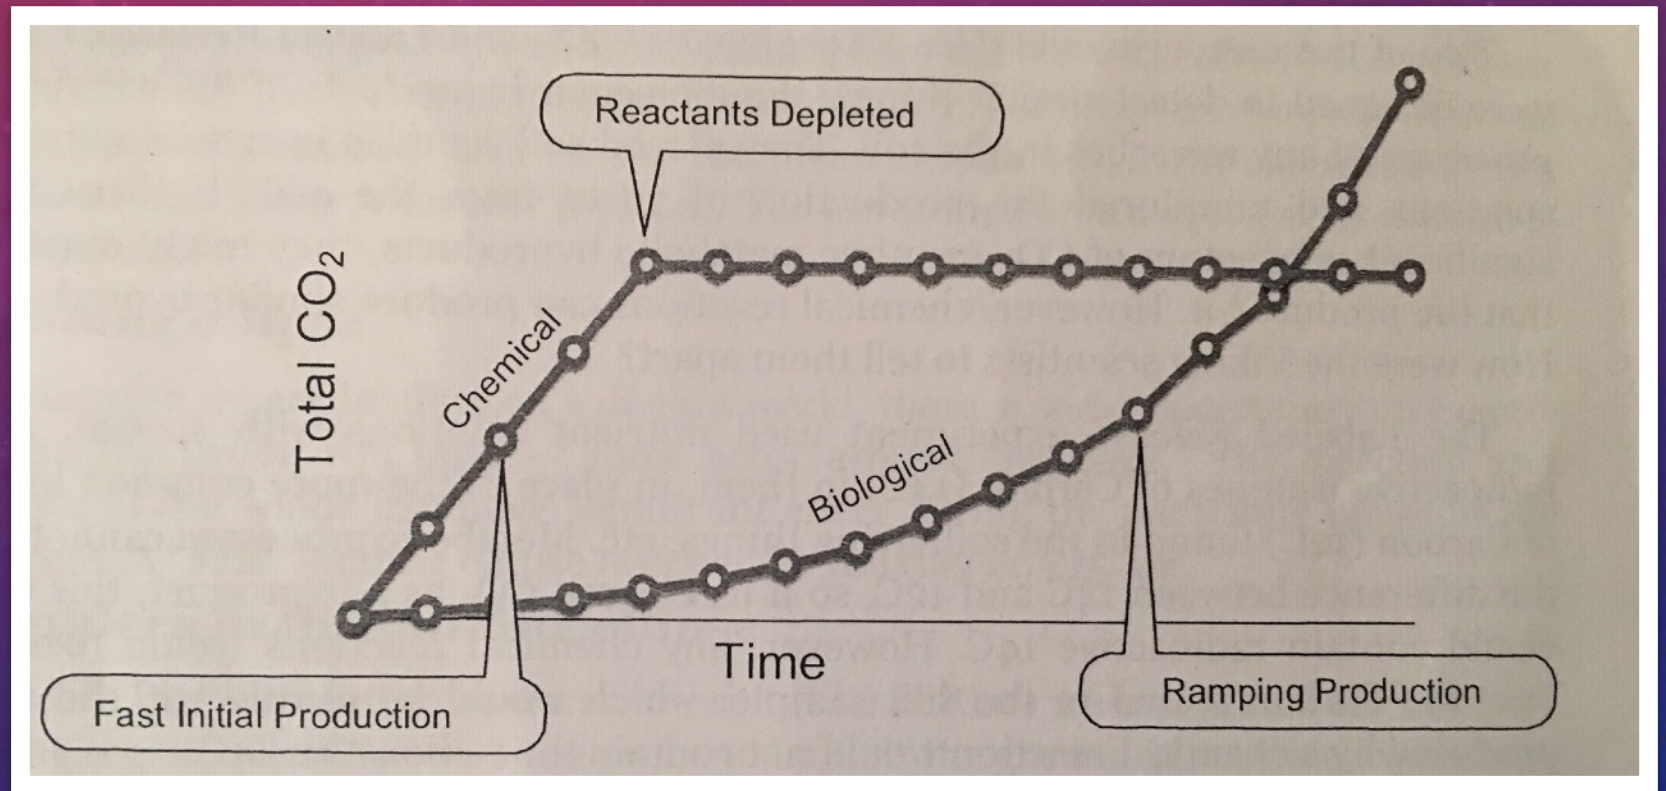 Reactants Depleted
Total CO₂
Chemical
Biological
Time
Fast Initial Production
Ramping Production